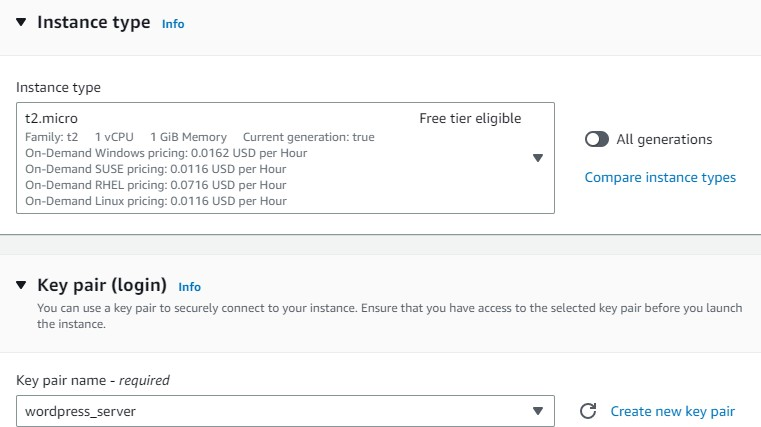 Instance type Info
Instance type
t2.micro Free tier eligible
Family: t2 1 vCPU 1 GiB Memory Current generation: true
On-Demand Windows pricing: 0.0162 USD per Hour
On-Demand SUSE pricing: 0.0116 USD per Hour
On-Demand RHEL pricing: 0.0716 USD per Hour
On-Demand Linux pricing: 0.0116 USD per Hour
All generations
Compare instance types
Key pair (login) Info
You can use a key pair to securely connect to your instance. Ensure that you have access to the selected key pair before you launch
the instance.
Key pair name - required
wordpress_server
Create new key pair